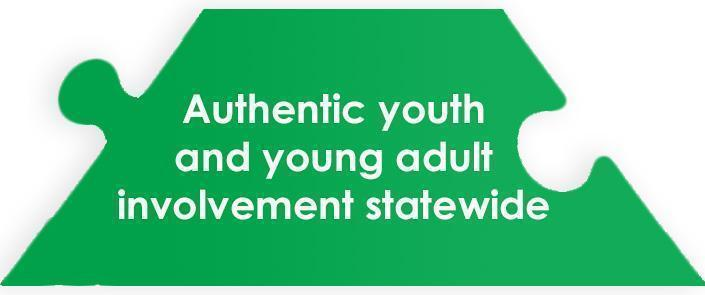 Authentic youth
and young adult
involvement statewide